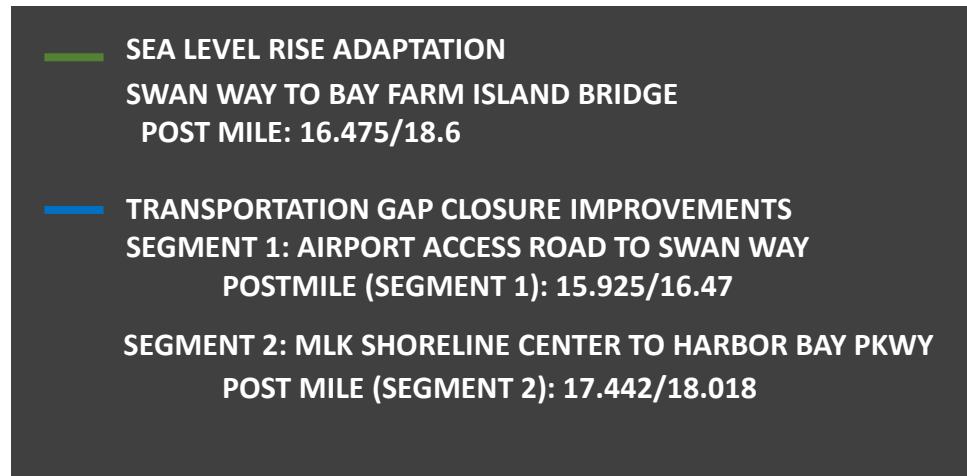 SEA LEVEL RISE ADAPTATION
SWAN WAY TO BAY FARM ISLAND BRIDGE
POST MILE: 16.475/18.6
TRANSPORTATION GAP CLOSURE IMPROVEMENTS
SEGMENT 1: AIRPORT ACCESS ROAD TO SWAN WAY
POSTMILE (SEGMENT 1): 15.925/16.47
SEGMENT 2: MLK SHORELINE CENTER TO HARBOR BAY PKWY
POST MILE (SEGMENT 2): 17.442/18.018